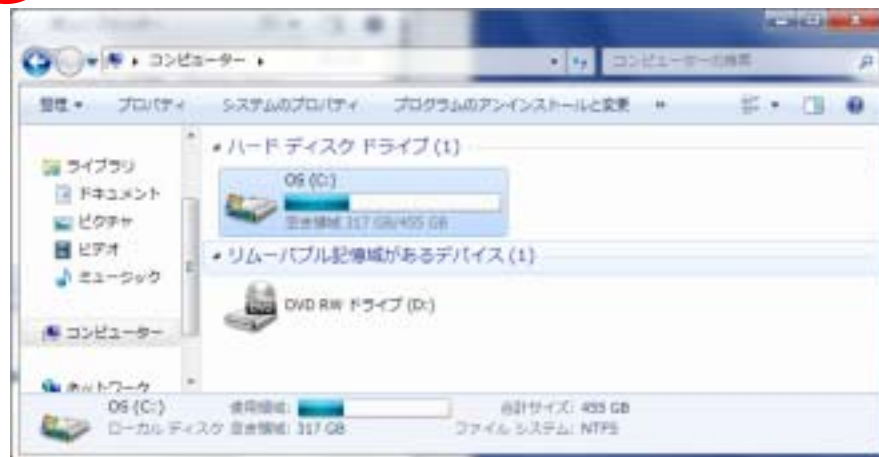 コンピューター
コンピューターの検索
整理 プロパティ システムのプロパティ プログラムのアンインストールと変更 »
ライブラリ
ドキュメント
ピクチャ
ビデオ
ミュージック
コンピューター
ネットワーク
ハード ディスク ドライブ (1)
OS (C:)
空き領域 317 GB/455 GB
リムーバブル記憶域があるデバイス (1)
DVD RW ドライブ (D:)
OS (C:) 使用領域: 合計サイズ: 455 GB
ローカル ディスク 空き領域: 317 GB ファイル システム: NTFS